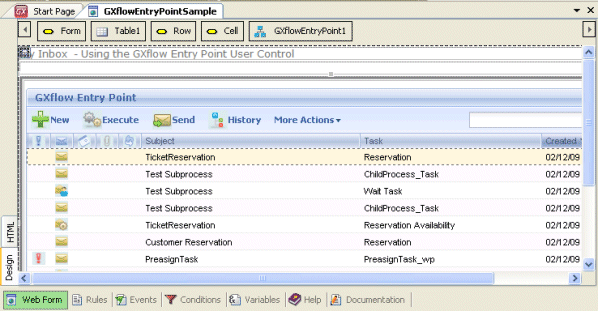 Start Page GXflowEntryPointSample
Form Table1 Row Cell GXflowEntryPoint1
y Inbox - Using the GXflow Entry Point User Control
GXflow Entry Point
New Execute Send History More Actions
Subject Task Created
TicketReservation Reservation 02/12/09
Test Subprocess ChildProcess_Task 02/12/09
Test Subprocess Wait Task 02/12/09
Test Subprocess ChildProcess_Task 02/12/09
TicketReservation Reservation Availability 02/12/09
Customer Reservation Reservation 02/12/09
PreasignTask PreasignTask_wp 02/12/09
HTML
Design
Web Form Rules Events Conditions Variables Help Documentation